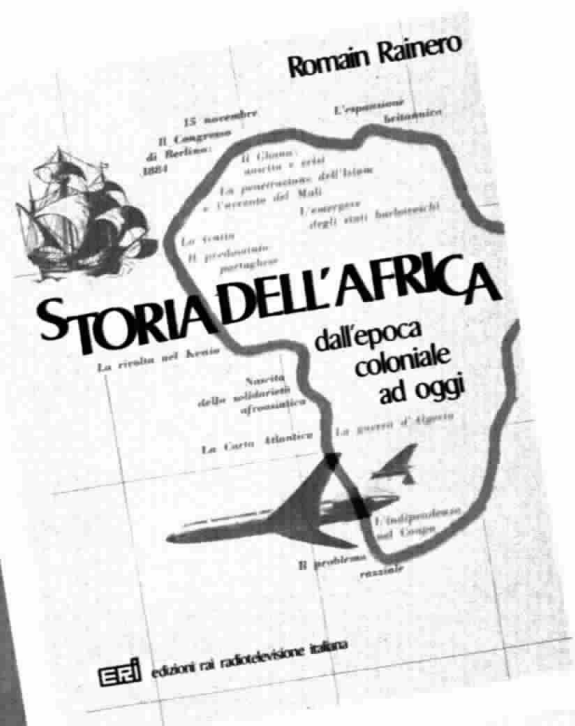 Romain Rainero
15 novembre
Il Congresso
di Berlino:
1884
L'espansione
britannica
Il Ghana:
nascita e crisi
La penetrazione dell'Islam
e l'avvento del Mali
L'emergere
degli stati barbareschi
La tratta
Il predominio
portoghese
STORIA DELL'AFRICA
dall'epoca
coloniale
ad oggi
La rivolta nel Kenia
Nascita
della solidarietà
afroasiatica
La Carta Atlantica
La guerra d'Algeria
L'indipendenza
nel Congo
Il problema
razziale
ERI edizioni rai radiotelevisione italiana